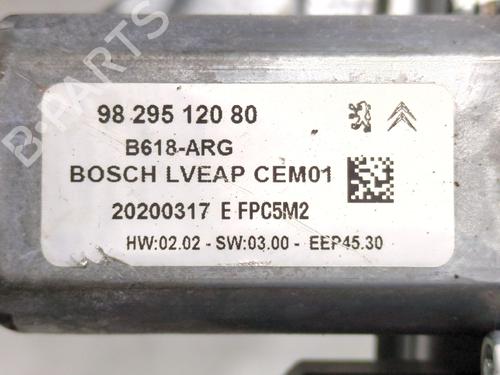 B-PARTS
98 295 120 80
B618-ARG
BOSCH LVEAP CEM01
20200317 E FPC5M2
HW:02.02 - SW:03.00 - EEP45.30